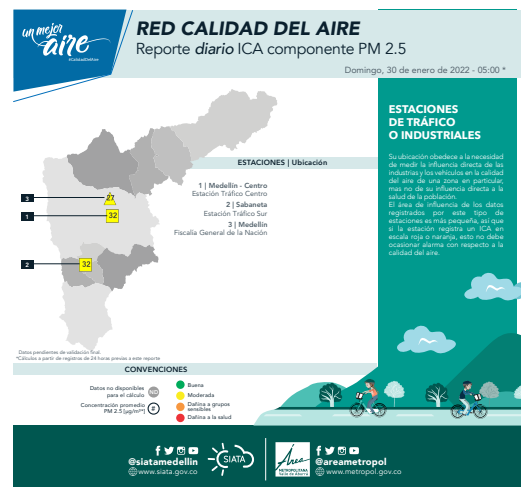 un mejor
aire
#CalidadDelAire
RED CALIDAD DEL AIRE
Reporte diario ICA componente PM 2.5
Domingo, 30 de enero de 2022 - 05:00 *
ESTACIONES | Ubicación
1 | Medellín - Centro
Estación Tráfico Centro
2 | Sabaneta
Estación Tráfico Sur
3 | Medellín
Fiscalía General de la Nación
3
27
1
32
2
32
ESTACIONES
DE TRÁFICO
O INDUSTRIALES
Su ubicación obedece a la necesidad
de medir la influencia directa de las
industrias y los vehículos en la calidad
del aire de una zona en particular,
mas no de su influencia directa a la
salud de la población.
El área de influencia de los datos
registrados por este tipo de
estaciones es más pequeña, así que
si la estación registra un ICA en
escala roja o naranja, esto no debe
ocasionar alarma con respecto a la
calidad del aire.
Datos pendientes de validación final.
*Cálculos a partir de registros de 24 horas previas a este reporte
CONVENCIONES
Datos no disponibles
para el cálculo
Concentración promedio
PM 2.5 [µg/m³]
#
Buena
Moderada
Dañina a grupos
sensibles
Dañina a la salud
@siatamedellin
www.siata.gov.co
SIATA
Área
METROPOLITANA
Valle de Aburrá
@areametropol
www.metropol.gov.co